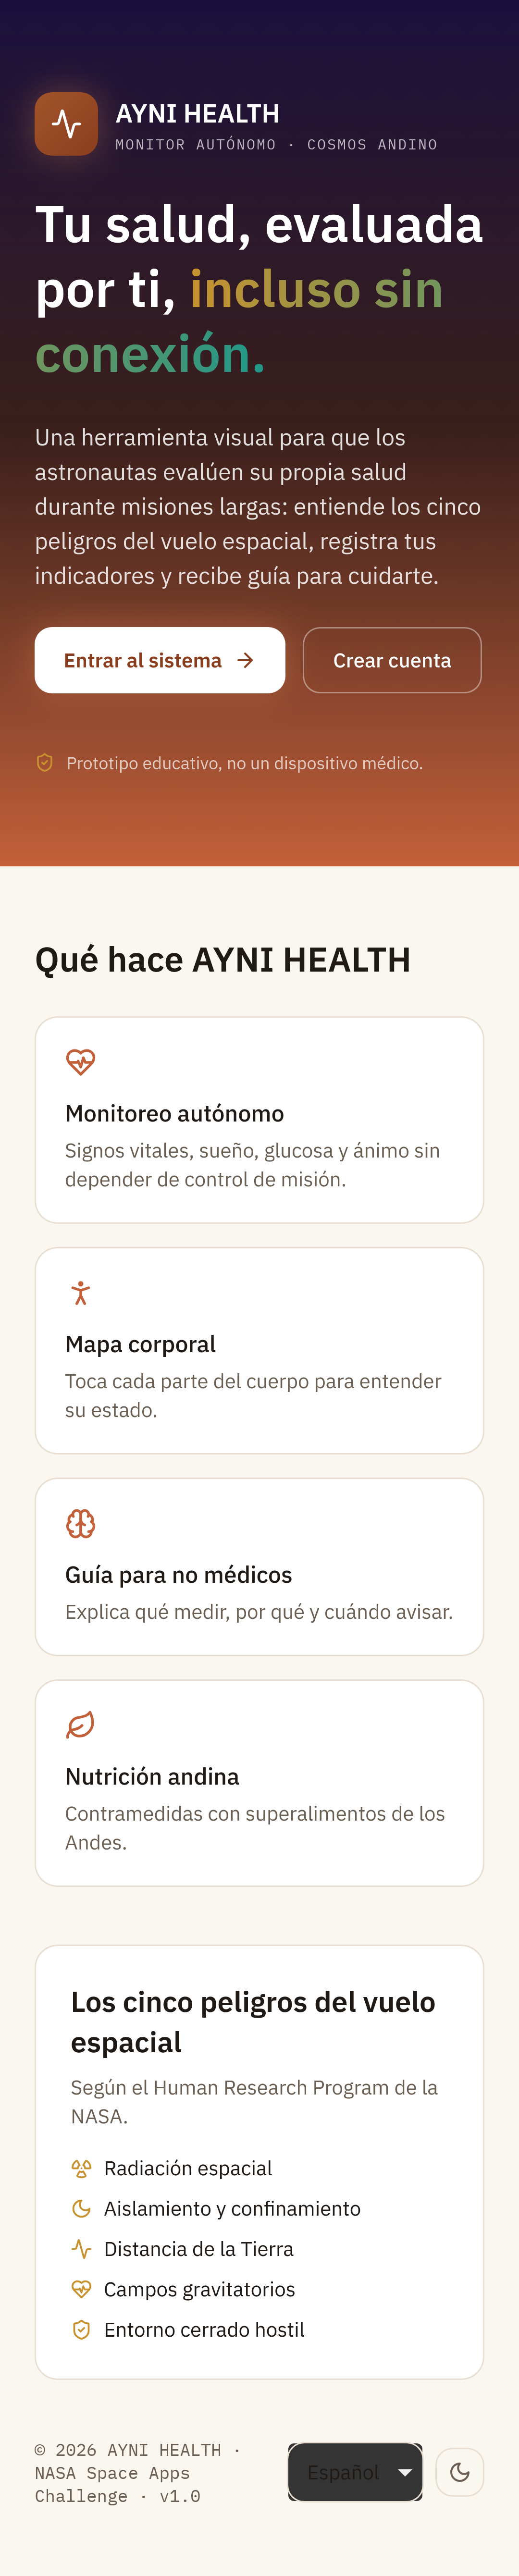 AYNI HEALTH
MONITOR AUTÓNOMO · COSMOS ANDINO
Tu salud, evaluada
por ti, incluso sin
conexión.
Una herramienta visual para que los
astronautas evalúen su propia salud
durante misiones largas: entiende los cinco
peligros del vuelo espacial, registra tus
indicadores y recibe guía para cuidarte.
Entrar al sistema →
Crear cuenta
Prototipo educativo, no un dispositivo médico.
Qué hace AYNI HEALTH
Monitoreo autónomo
Signos vitales, sueño, glucosa y ánimo sin
depender de control de misión.
Mapa corporal
Toca cada parte del cuerpo para entender
su estado.
Guía para no médicos
Explica qué medir, por qué y cuándo avisar.
Nutrición andina
Contramedidas con superalimentos de los
Andes.
Los cinco peligros del vuelo
espacial
Según el Human Research Program de la
NASA.
Radiación espacial
Aislamiento y confinamiento
Distancia de la Tierra
Campos gravitatorios
Entorno cerrado hostil
© 2026 AYNI HEALTH ·
NASA Space Apps
Challenge · v1.0
Español